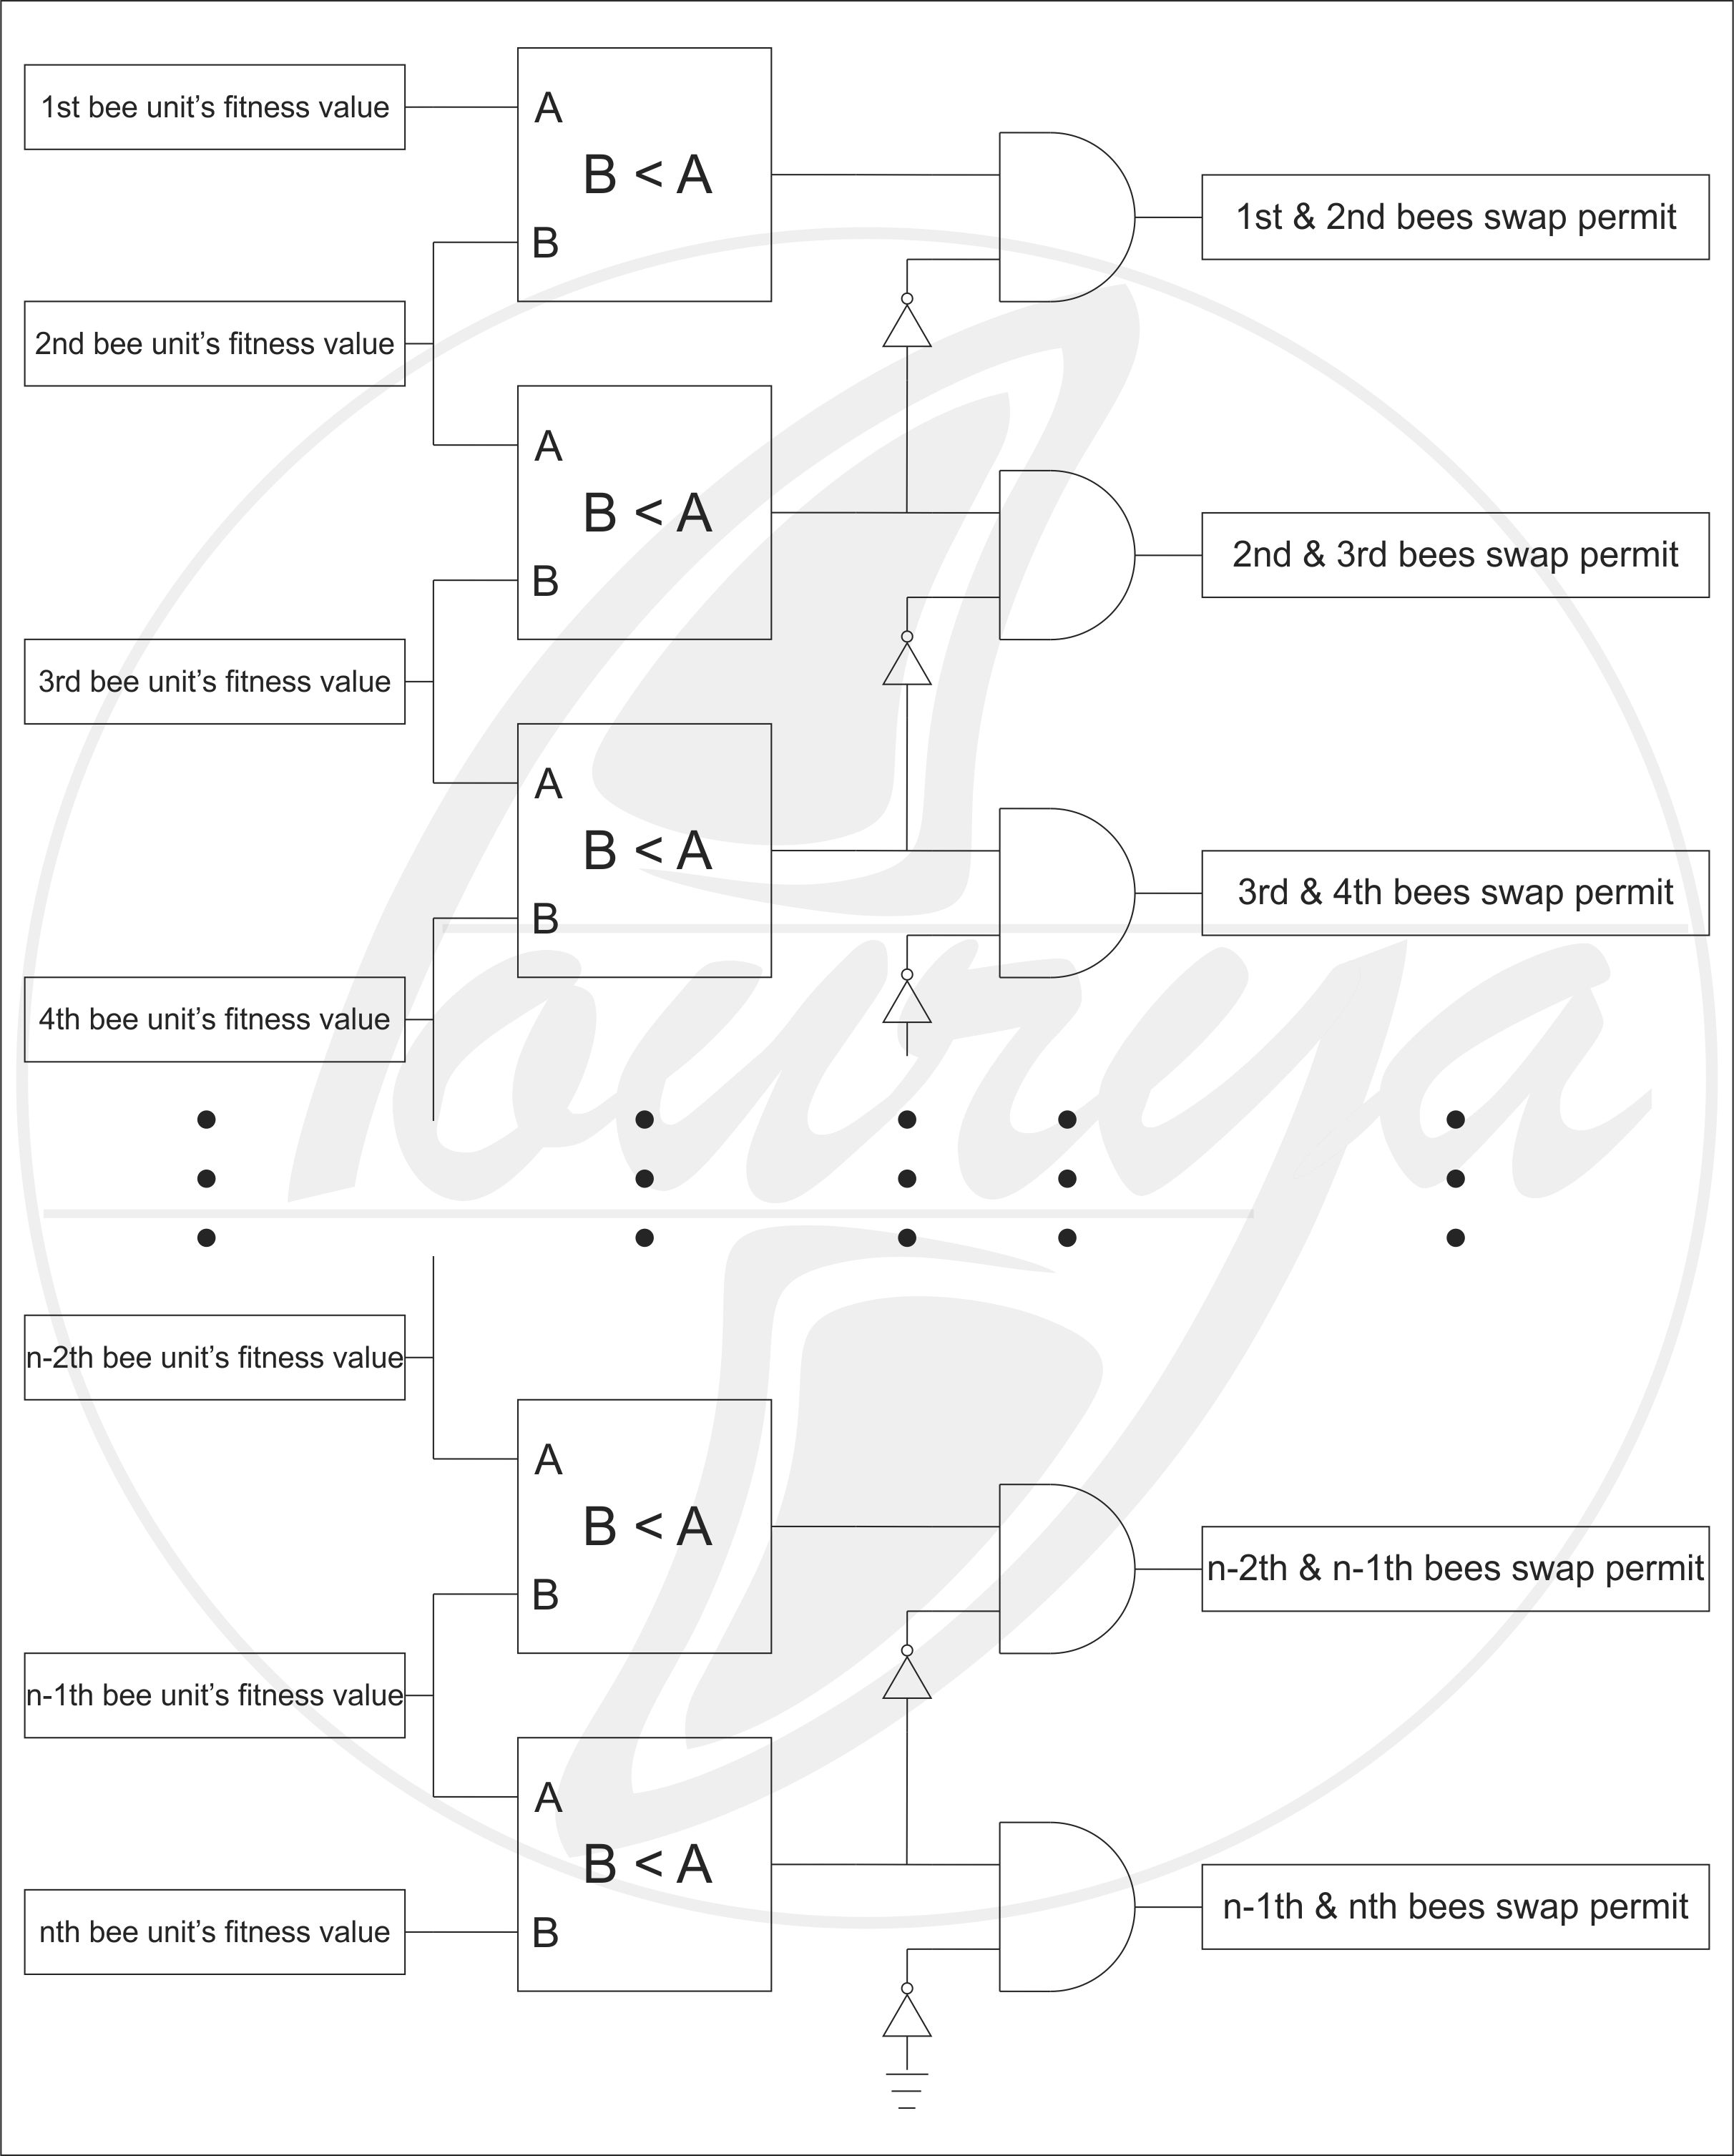 1st bee unit’s fitness value
A
B < A
B
1st & 2nd bees swap permit
2nd bee unit’s fitness value
A
B < A
B
2nd & 3rd bees swap permit
3rd bee unit’s fitness value
A
B < A
B
3rd & 4th bees swap permit
4th bee unit’s fitness value
n-2th bee unit’s fitness value
A
B < A
B
n-2th & n-1th bees swap permit
n-1th bee unit’s fitness value
A
B < A
B
n-1th & nth bees swap permit
nth bee unit’s fitness value